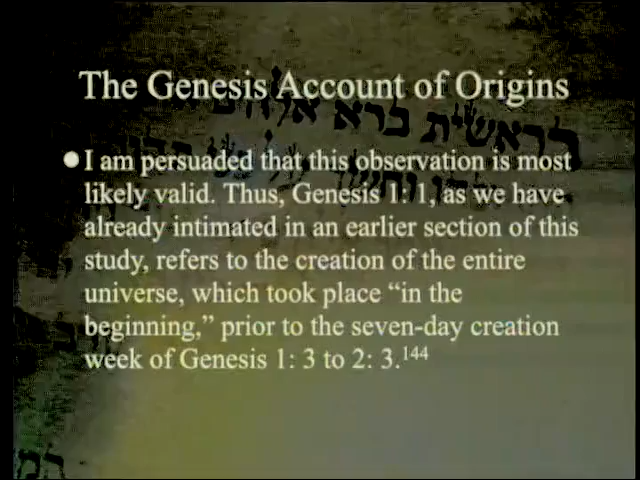 The Genesis Account of Origins
בראשית ברא אלהים
I am persuaded that this observation is most
likely valid. Thus, Genesis 1: 1, as we have
already intimated in an earlier section of this
study, refers to the creation of the entire
universe, which took place “in the
beginning,” prior to the seven-day creation
week of Genesis 1: 3 to 2: 3.144